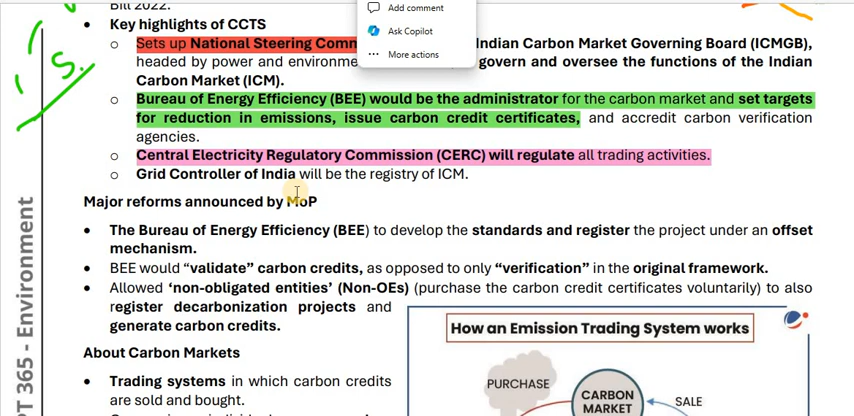 Bill 2022.
Add comment
Ask Copilot
More actions
• Key highlights of CCTS
o Sets up National Steering Comm Indian Carbon Market Governing Board (ICMGB),
headed by power and environme govern and oversee the functions of the Indian
Carbon Market (ICM).
o Bureau of Energy Efficiency (BEE) would be the administrator for the carbon market and set targets
for reduction in emissions, issue carbon credit certificates, and accredit carbon verification
agencies.
o Central Electricity Regulatory Commission (CERC) will regulate all trading activities.
o Grid Controller of India will be the registry of ICM.
Major reforms announced by MoP
• The Bureau of Energy Efficiency (BEE) to develop the standards and register the project under an offset
mechanism.
• BEE would “validate” carbon credits, as opposed to only “verification” in the original framework.
• Allowed ‘non-obligated entities’ (Non-OEs) (purchase the carbon credit certificates voluntarily) to also
register decarbonization projects and
generate carbon credits.
About Carbon Markets
• Trading systems in which carbon credits
are sold and bought.
How an Emission Trading System works
PURCHASE
CARBON
MARKET
SALE
PT 365 - Environment